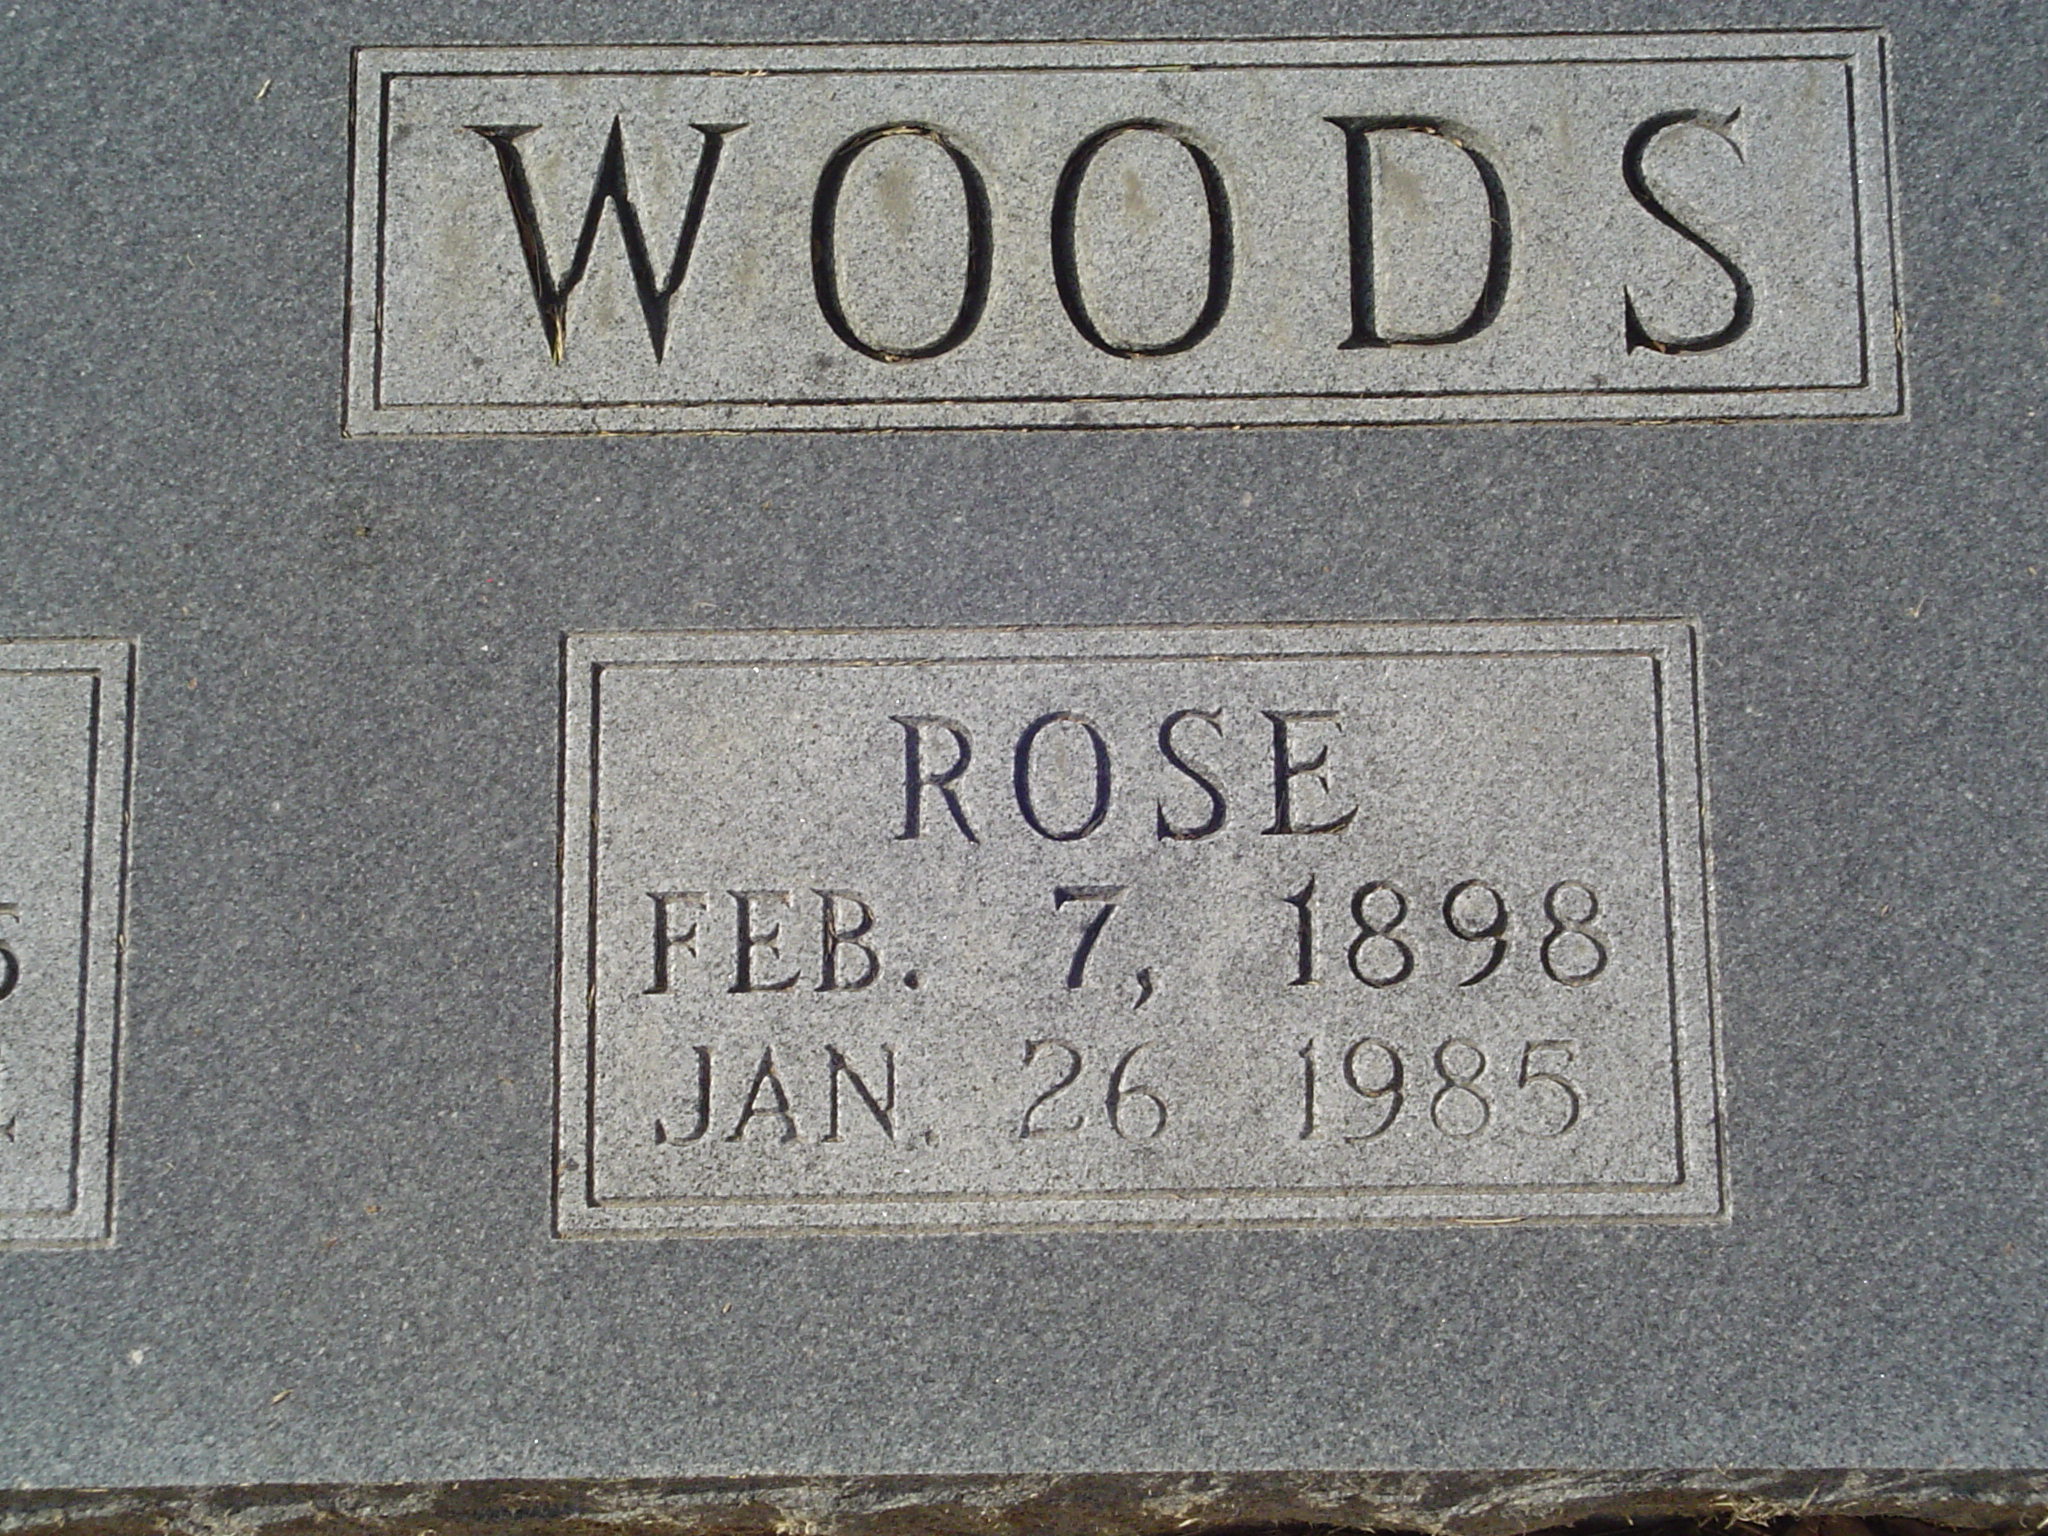 WOODS
ROSE
FEB. 7, 1898
JAN. 26 1985